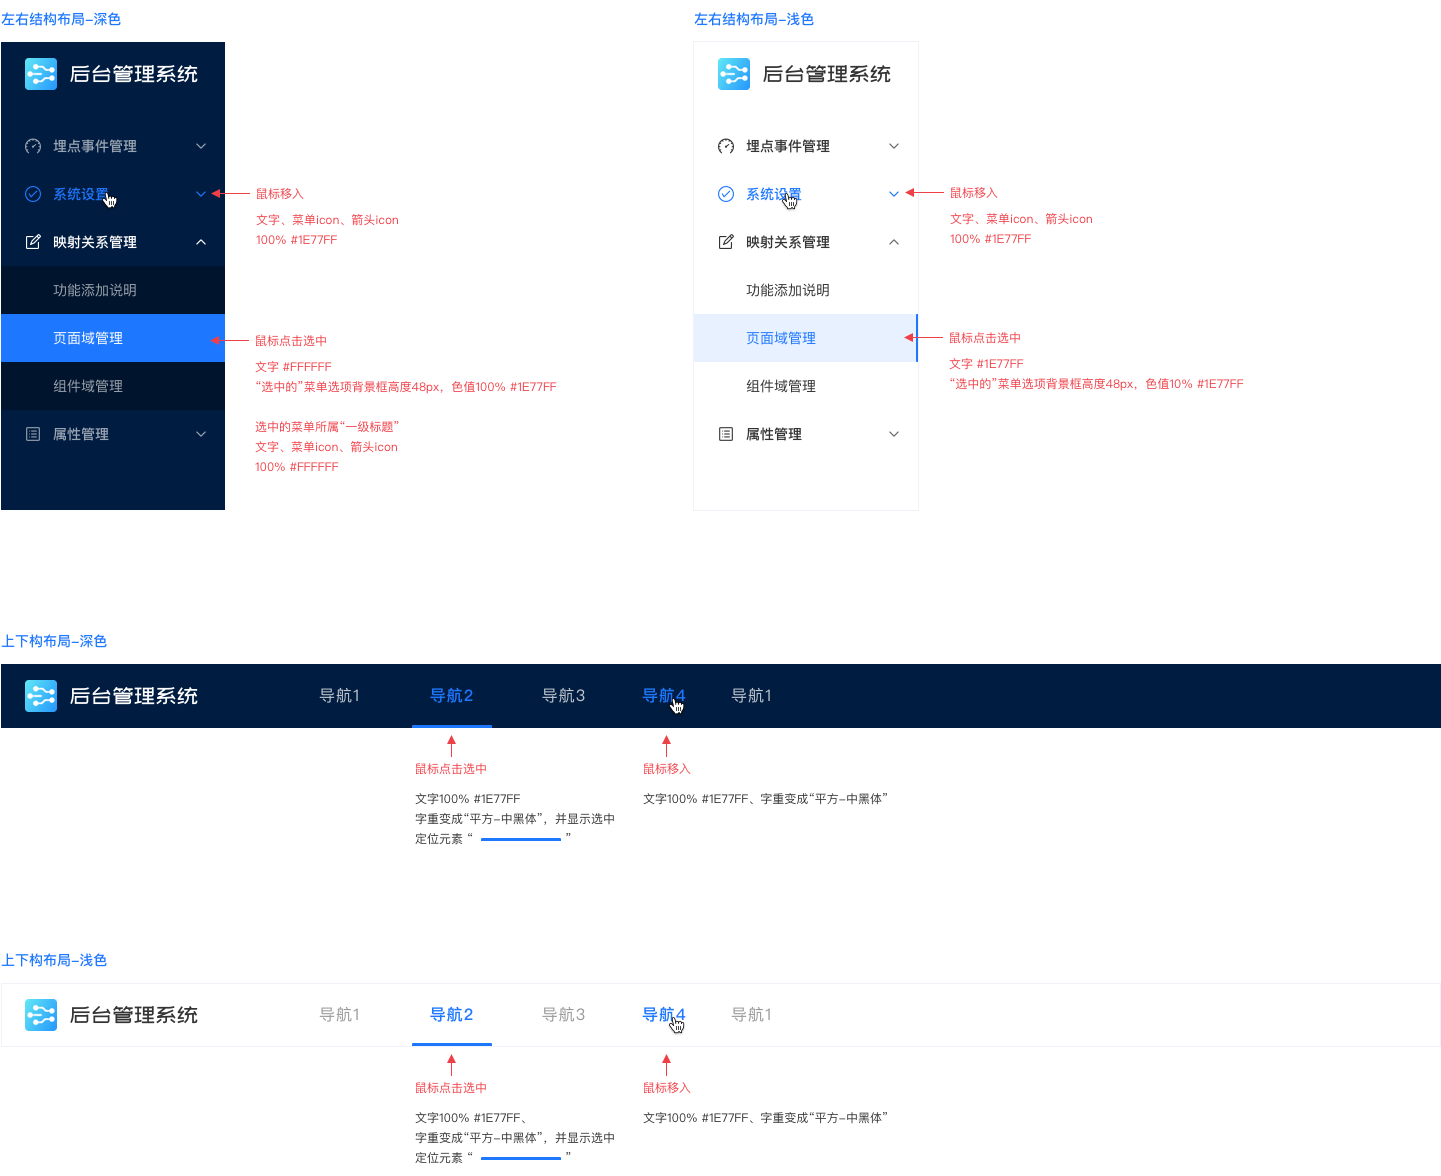 左右结构布局-深色
后台管理系统
埋点事件管理
系统设置
映射关系管理
功能添加说明
页面域管理
组件域管理
属性管理
鼠标移入
文字、菜单icon、箭头icon
100% #1E77FF
鼠标点击选中
文字 #FFFFFF
“选中的”菜单选项背景框高度48px，色值100% #1E77FF
选中的菜单所属“一级标题”
文字、菜单icon、箭头icon
100% #FFFFFF
左右结构布局-浅色
后台管理系统
埋点事件管理
系统设置
映射关系管理
功能添加说明
页面域管理
组件域管理
属性管理
鼠标移入
文字、菜单icon、箭头icon
100% #1E77FF
鼠标点击选中
文字 #1E77FF
“选中的”菜单选项背景框高度48px，色值10% #1E77FF
上下构布局-深色
后台管理系统 导航1 导航2 导航3 导航4 导航1
鼠标点击选中
文字100% #1E77FF
字重变成“平方-中黑体”，并显示选中
定位元素 “ ”
鼠标移入
文字100% #1E77FF、字重变成“平方-中黑体”
上下构布局-浅色
后台管理系统 导航1 导航2 导航3 导航4 导航1
鼠标点击选中
文字100% #1E77FF、
字重变成“平方-中黑体”，并显示选中
定位元素 “ ”
鼠标移入
文字100% #1E77FF、字重变成“平方-中黑体”